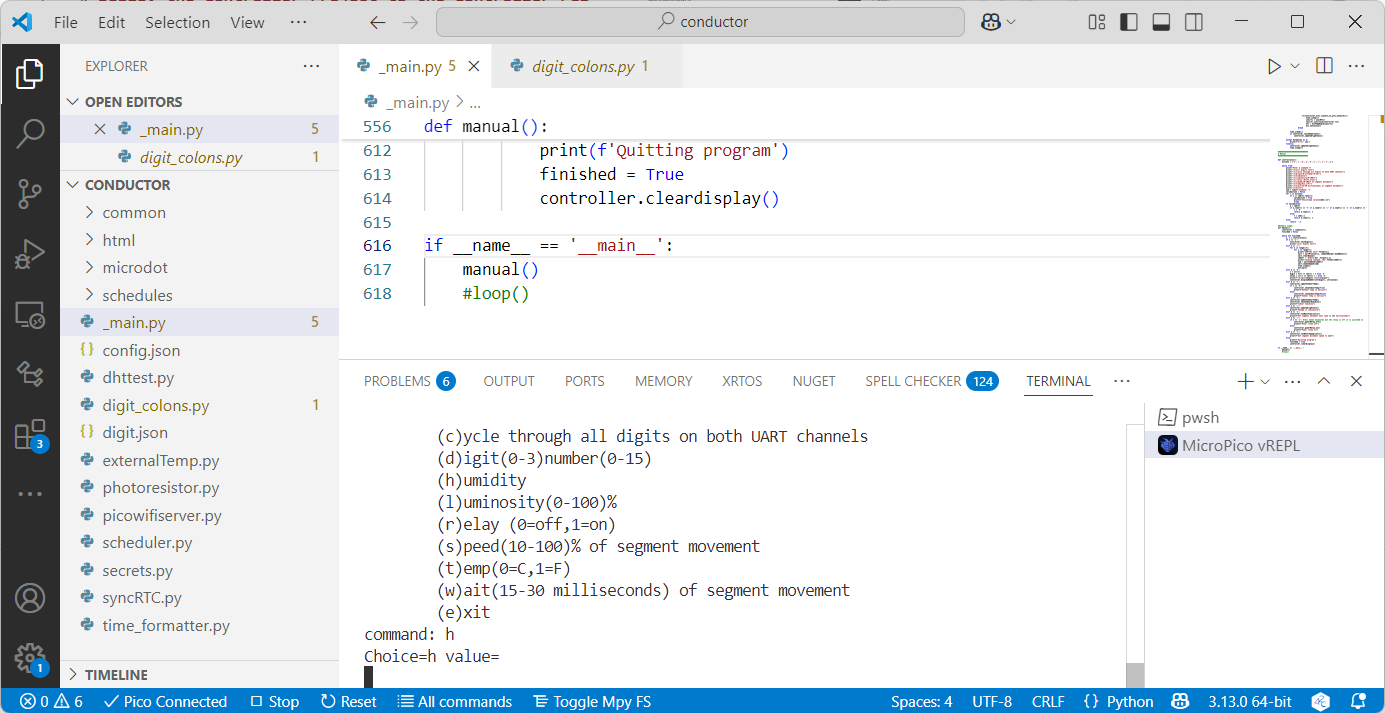 File Edit Selection View ··· conductor
EXPLORER ···
OPEN EDITORS
_main.py 5
digit_colons.py 1
CONDUCTOR
common
html
microdot
schedules
_main.py 5
config.json
dhttest.py
digit_colons.py 1
digit.json
externalTemp.py
photoresistor.py
picowifiserver.py
scheduler.py
secrets.py
syncRTC.py
time_formatter.py
TIMELINE
3
1
_main.py 5 digit_colons.py 1
_main.py > ...
556 def manual():
612 print(f'Quitting program')
613 finished = True
614 controller.cleardisplay()
615
616 if __name__ == '__main__':
617 manual()
618 #loop()
PROBLEMS 6 OUTPUT PORTS MEMORY XRTOS NUGET SPELL CHECKER 124 TERMINAL ···
(c)ycle through all digits on both UART channels
(d)igit(0-3)number(0-15)
(h)umidity
(l)uminosity(0-100)%
(r)elay (0=off,1=on)
(s)peed(10-100)% of segment movement
(t)emp(0=C,1=F)
(w)ait(15-30 milliseconds) of segment movement
(e)xit
command: h
Choice=h value=
pwsh
MicroPico vREPL
0 6 Pico Connected Stop Reset All commands Toggle Mpy FS Spaces: 4 UTF-8 CRLF {} Python 3.13.0 64-bit